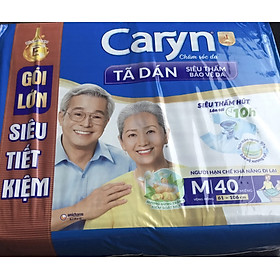 Caryn
Chăm sóc da
TÃ DÁN
SIÊU THẤM
BẢO VỆ DA
GÓI
LỚN
SIÊU
TIẾT
KIỆM
SIÊU THẤM HÚT
10h
NGƯỜI HẠN CHẾ KHẢ NĂNG ĐI LẠI
M 40